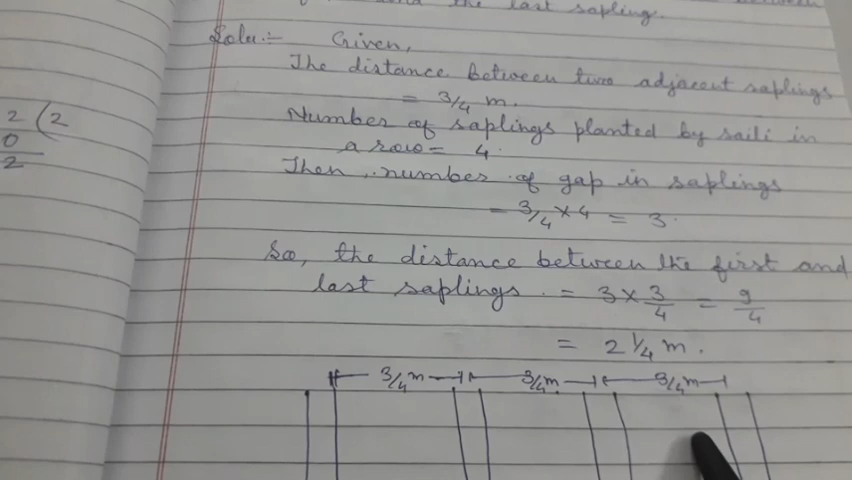 and the last sapling.
Solu:- Given,
The distance between two adjacent saplings
= 3/4 m.
Number of saplings planted by saili in
a row = 4.
Then, number of gap in saplings
= 3/4 × 4 = 3.
So, the distance between the first and
last saplings = 3 × 3/4 = 9/4
= 2 1/4 m.
3/4 m 3/4 m 3/4 m
2 ( 2
0
2